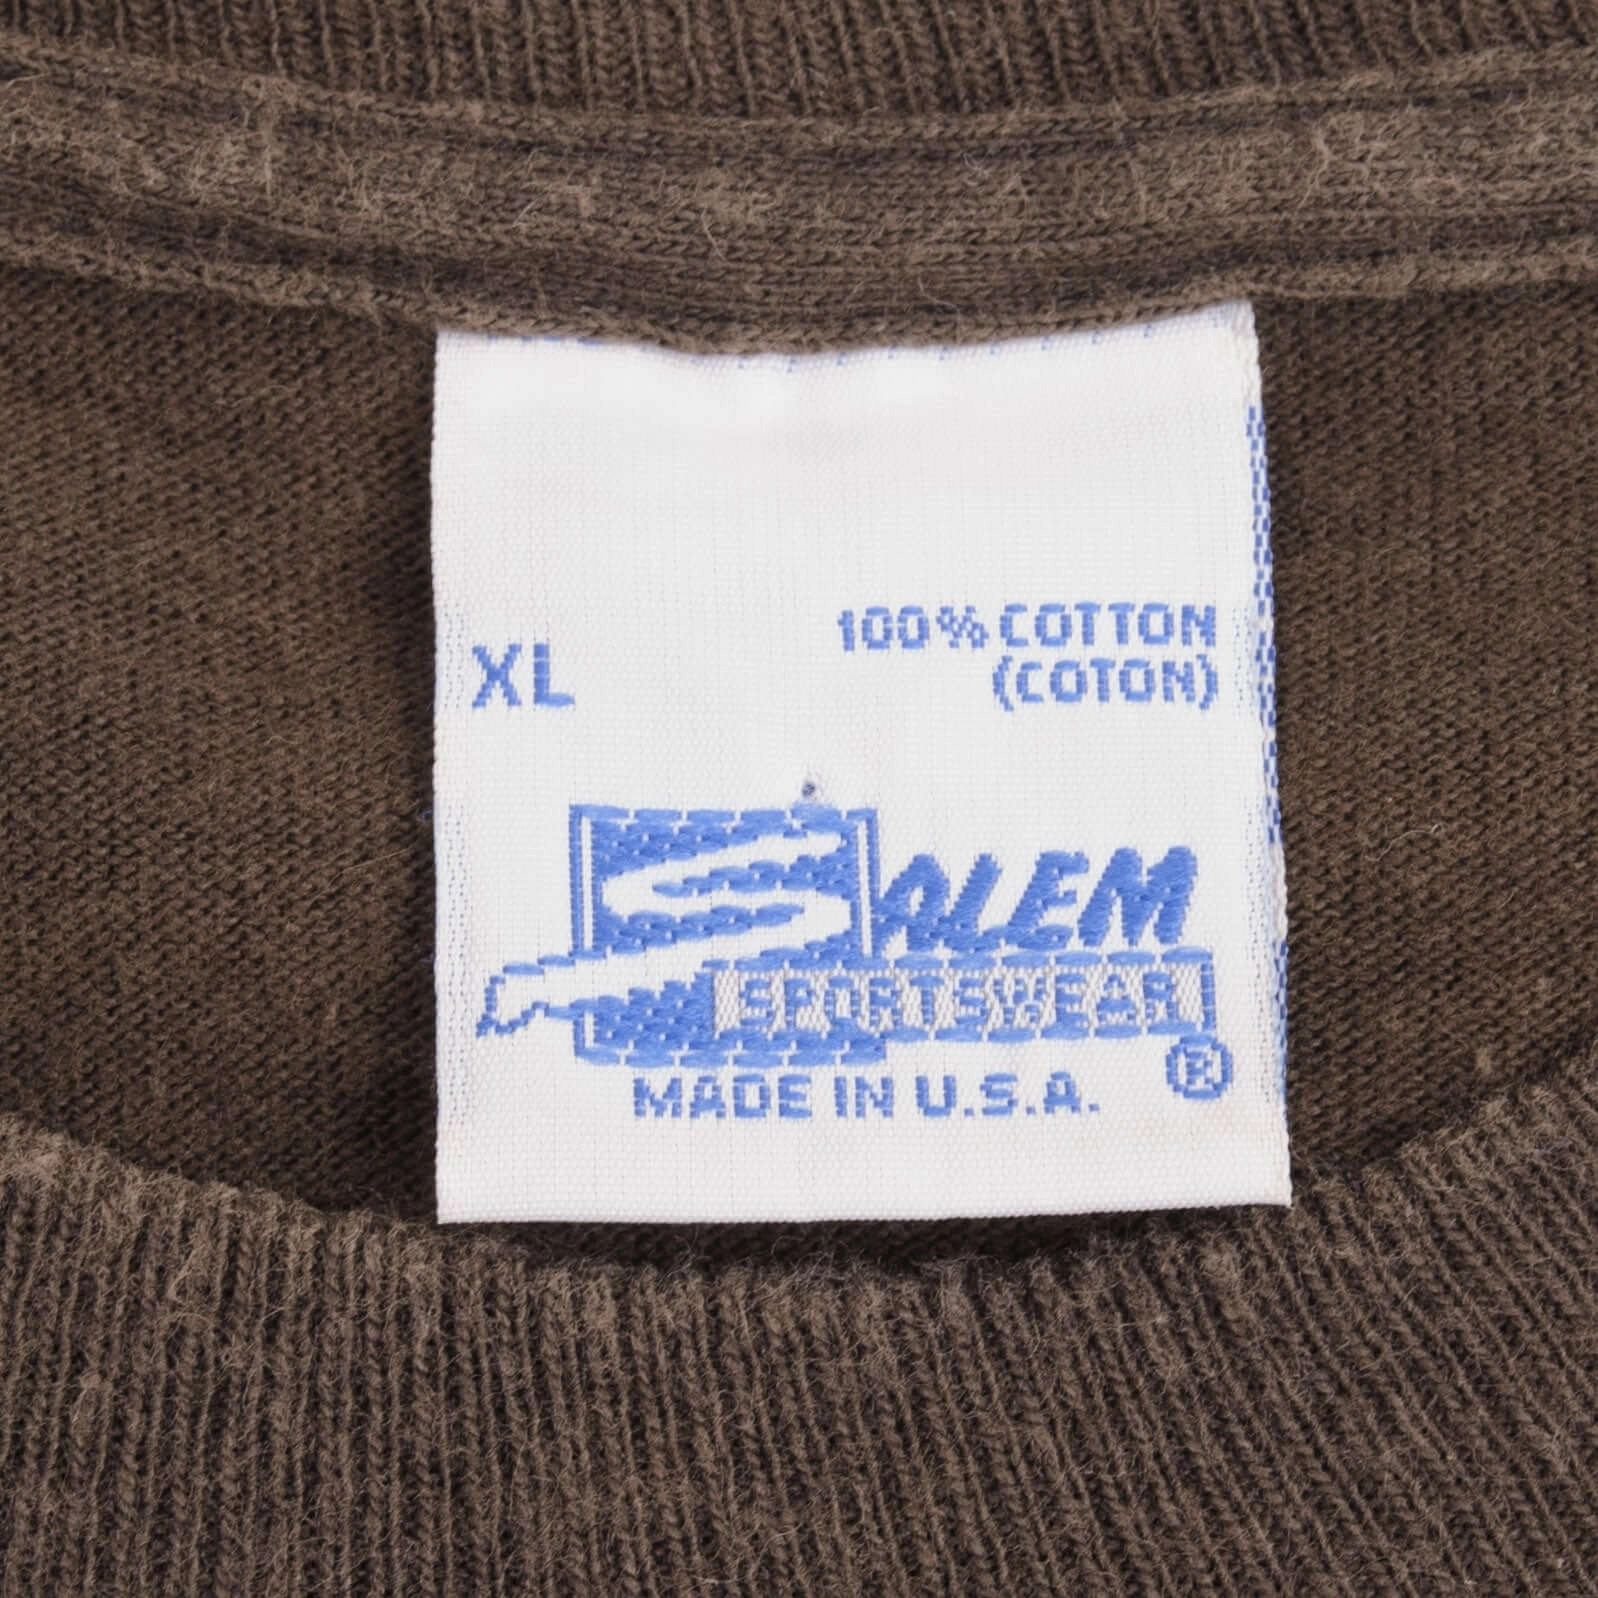 XL
100% COTTON
(COTON)
SALEM
SPORTSWEAR
®
MADE IN U.S.A.